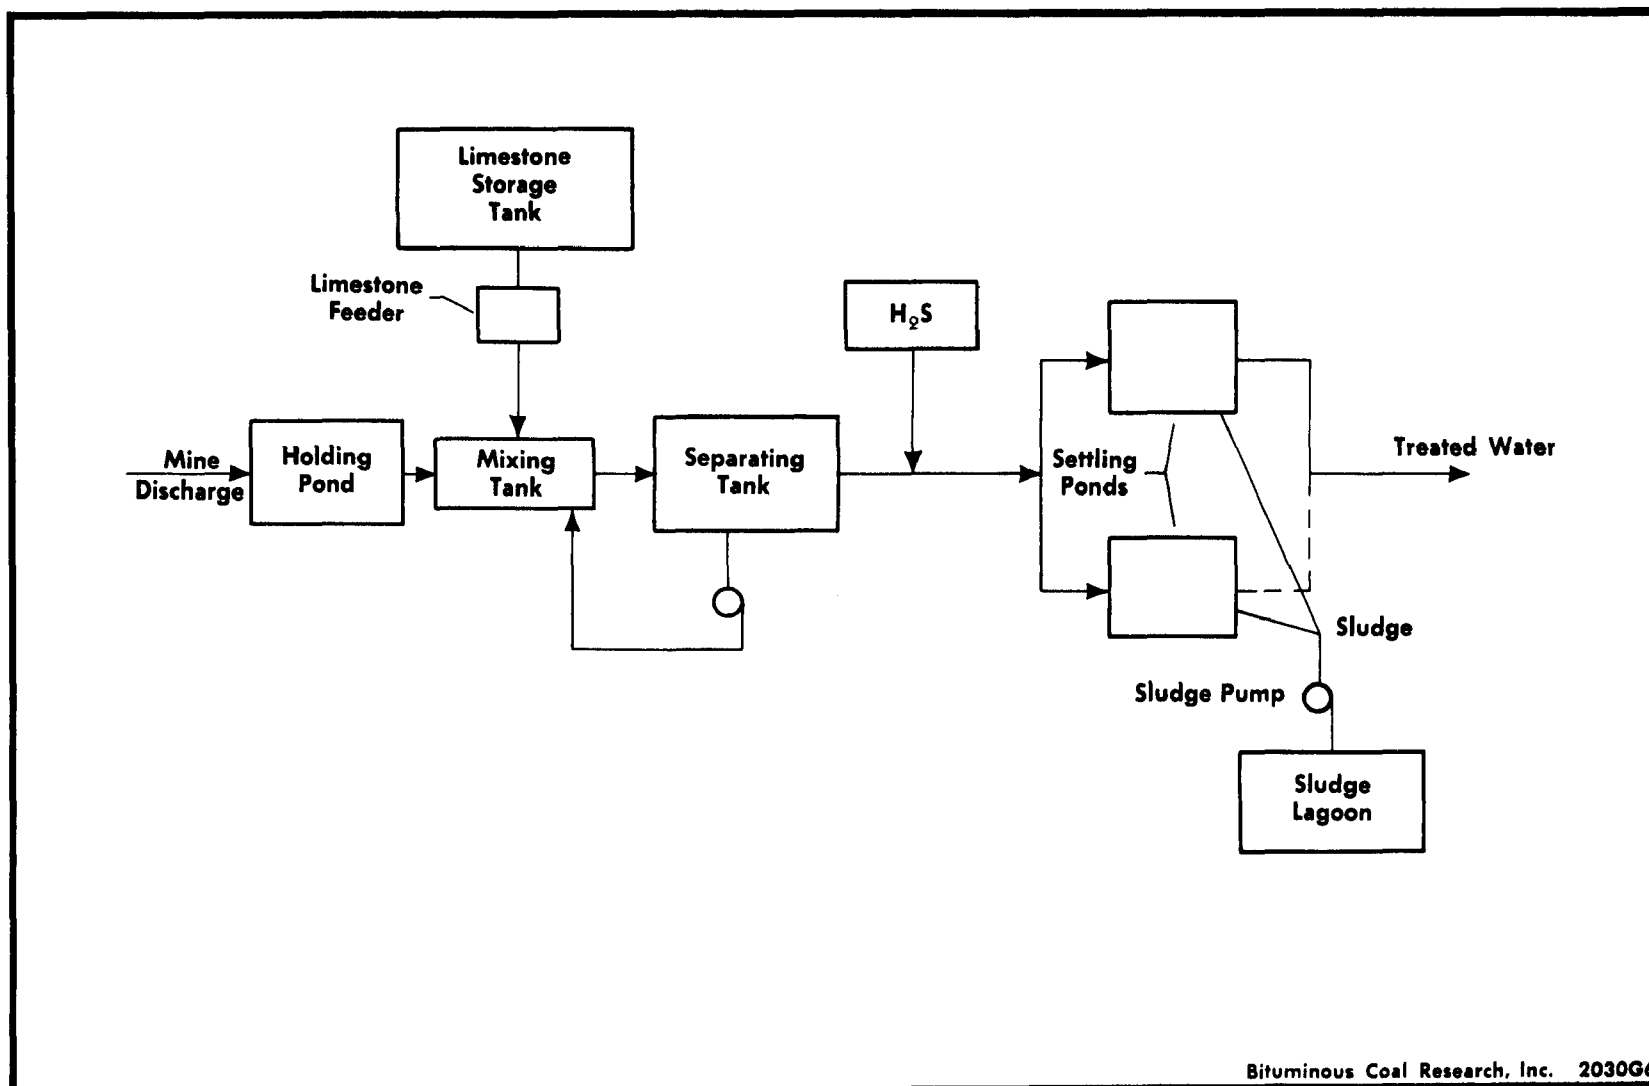 Limestone
Storage
Tank
Limestone
Feeder
H₂S
Mine
Discharge
Holding
Pond
Mixing
Tank
Separating
Tank
Settling
Ponds
Treated Water
Sludge
Sludge Pump
Sludge
Lagoon
Bituminous Coal Research, Inc. 2030G